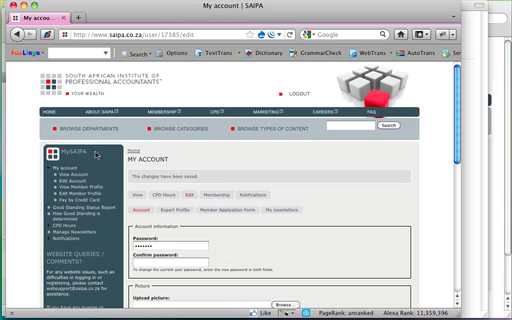 My account | SAIPA
My account | SAIPA
http://www.saipa.co.za/user/17385/edit
Google
FoxLingo
Search
Options
TextTrans
Dictionary
GrammarCheck
WebTrans
AutoTrans
SOUTH AFRICAN INSTITUTE OF
PROFESSIONAL ACCOUNTANTS
YOUR WEALTH
LOGOUT
HOME
ABOUT SAIPA
MEMBERSHIP
CPD
MARKETING
CAREERS
FAQ
BROWSE DEPARTMENTS
BROWSE CATEGORIES
BROWSE TYPES OF CONTENT
Search
MySAIPA
My account
View Account
Edit Account
View Member Profile
Edit Member Profile
Pay by Credit Card
Good Standing Status Report
How Good Standing is
determined
CPD Hours
Manage Newsletters
Notifications
WEBSITE QUERIES /
COMMENTS?
For any website issues, such as
difficulties in logging in or
registering, please contact
websupport@saipa.co.za for
assistance.
Home
MY ACCOUNT
The changes have been saved.
View
CPD Hours
Edit
Membership
Notifications
Account
Expert Profile
Member Application Form
My newsletters
Account information
Password:
Confirm password:
To change the current user password, enter the new password in both fields.
Picture
Upload picture:
Browse...
Like
PageRank: unranked
Alexa Rank: 11,359,396